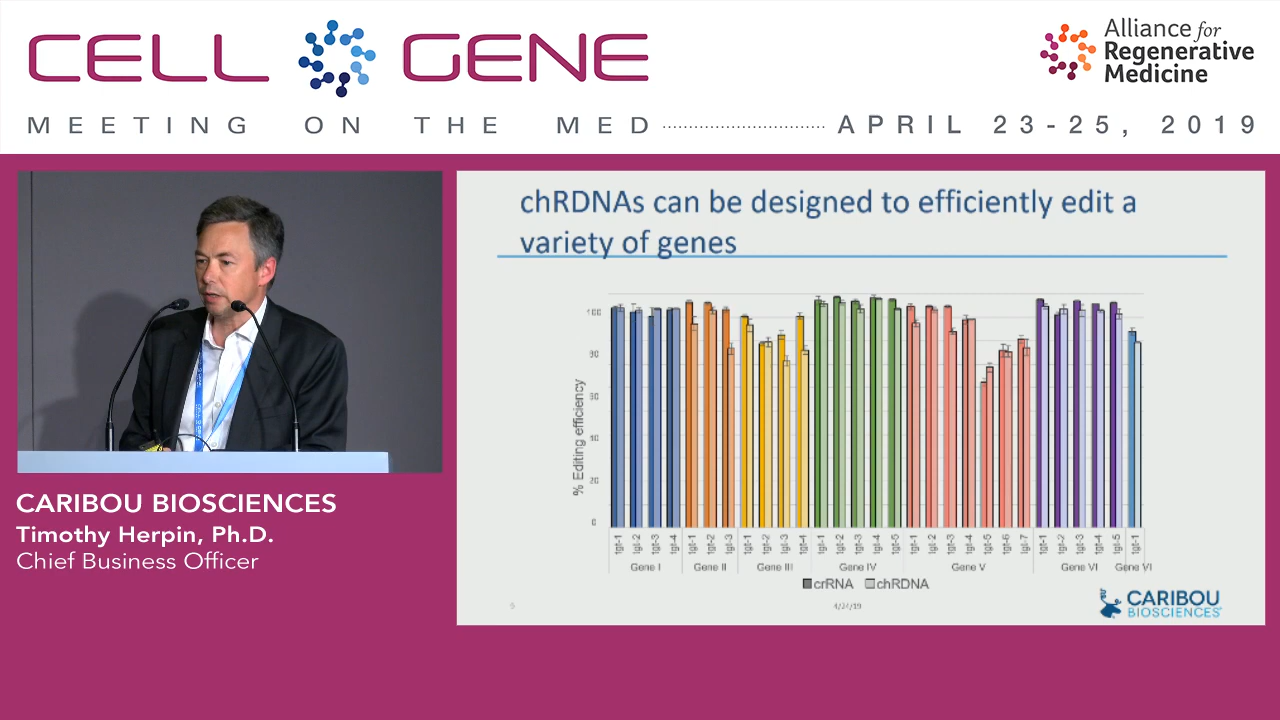 CELL GENE
Alliance for
Regenerative
Medicine
MEETING ON THE MED
APRIL 23-25, 2019
chRDNAs can be designed to efficiently edit a
variety of genes
% Editing efficiency
100
20
0
tgt-1 tgt-2 tgt-3 tgt-4 tgt-1 tgt-2 tgt-3 tgt-1 tgt-2 tgt-3 tgt-4 tgt-1 tgt-2 tgt-3 tgt-4 tgt-5 tgt-1 tgt-2 tgt-3 tgt-4 tgt-5 tgt-6 tgt-7 tgt-1 tgt-2 tgt-3 tgt-4 tgt-5 tgt-1
Gene I Gene II Gene III Gene IV Gene V Gene VI Gene VI
crRNA chRDNA
4/24/19
CARIBOU
BIOSCIENCES
CARIBOU BIOSCIENCES
Timothy Herpin, Ph.D.
Chief Business Officer